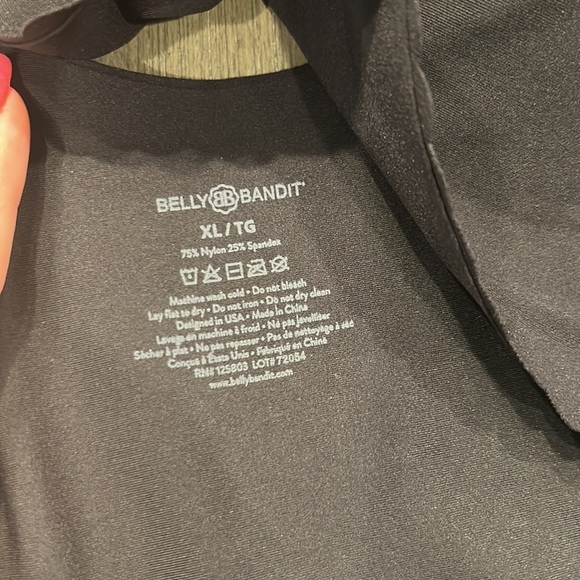 BELLY BB BANDIT®
XL / TG
75% Nylon 25% Spandex
Machine wash cold • Do not bleach
Lay flat to dry • Do not iron • Do not dry clean
Designed in USA • Made in China
Lavage en machine à froid • Ne pas javelliser
Sécher à plat • Ne pas repasser • Pas de nettoyage à sec
Conçus à États Unis • Fabriqué en China
RN# 125803 LOT# 72054
www.bellybandit.com